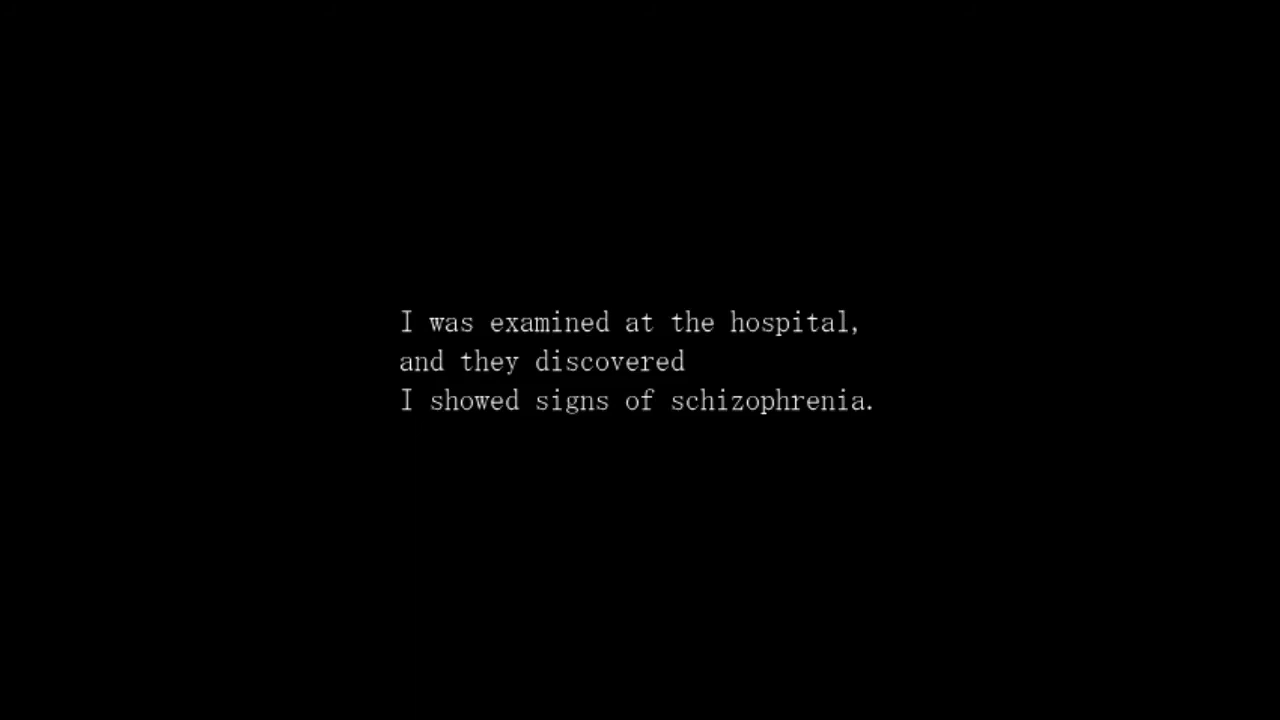 I was examined at the hospital,
and they discovered
I showed signs of schizophrenia.